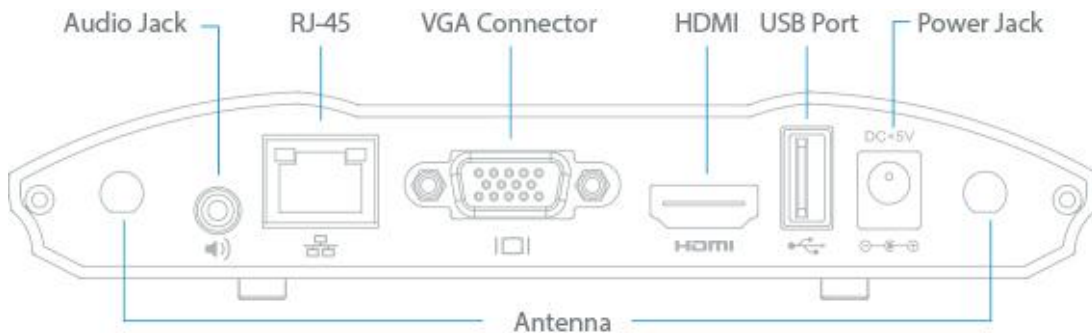 Audio Jack RJ-45 VGA Connector HDMI USB Port Power Jack
DC+5V
HDMI
Antenna